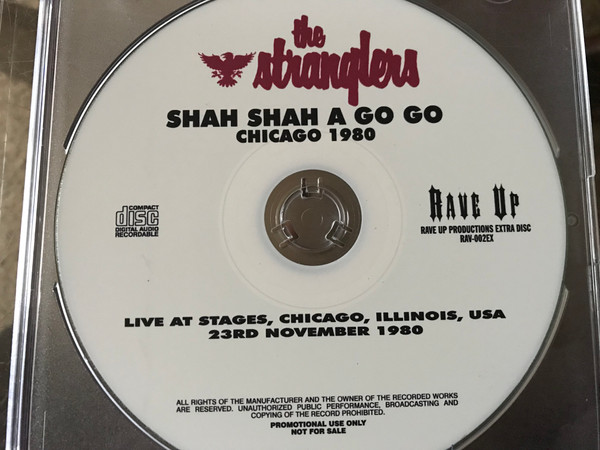 the
stranglers
SHAH SHAH A GO GO
CHICAGO 1980
COMPACT
disc
DIGITAL AUDIO
RECORDABLE
RAVE UP
RAVE UP PRODUCTIONS EXTRA DISC
RAV-002EX
LIVE AT STAGES, CHICAGO, ILLINOIS, USA
23RD NOVEMBER 1980
ALL RIGHTS OF THE MANUFACTURER AND THE OWNER OF THE RECORDED WORKS
ARE RESERVED. UNAUTHORIZED PUBLIC PERFORMANCE, BROADCASTING AND
COPYING OF THE RECORD PROHIBITED.
PROMOTIONAL USE ONLY
NOT FOR SALE